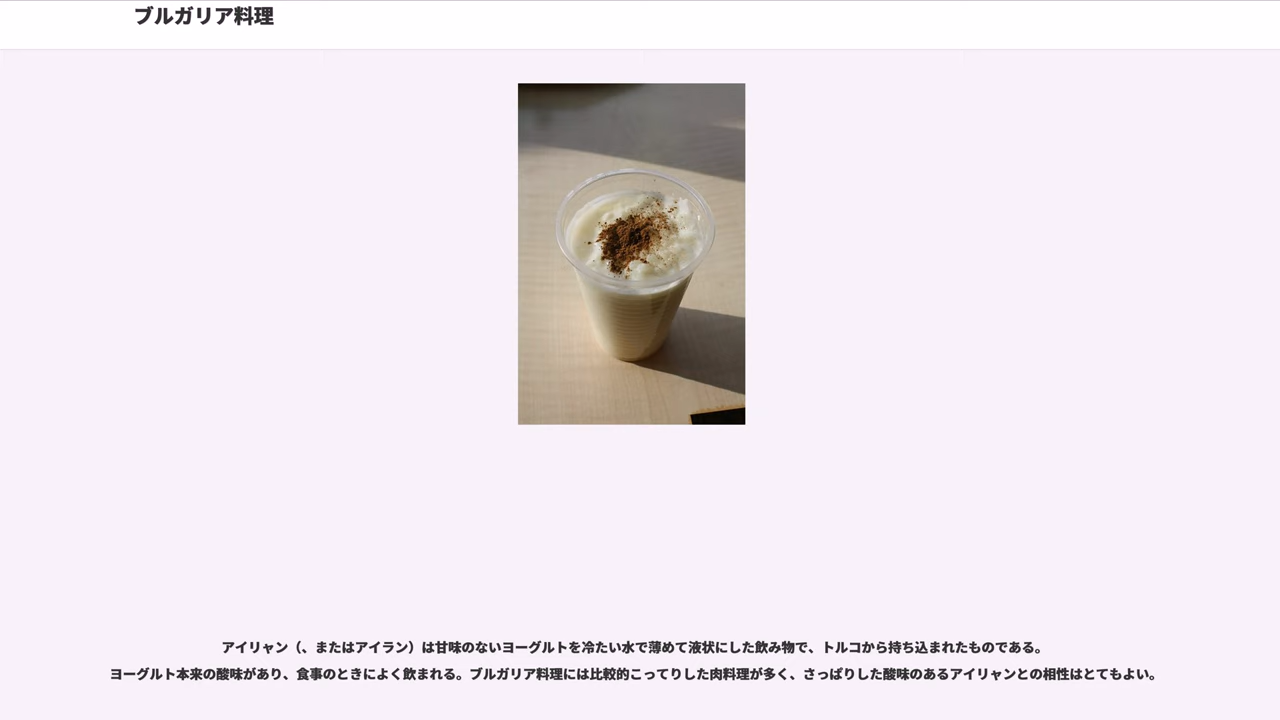 ブルガリア料理
アイリャン（、またはアイラン）は甘味のないヨーグルトを冷たい水で薄めて液状にした飲み物で、トルコから持ち込まれたものである。
ヨーグルト本来の酸味があり、食事のときによく飲まれる。ブルガリア料理には比較的こってりした肉料理が多く、さっぱりした酸味のあるアイリャンとの相性はとてもよい。